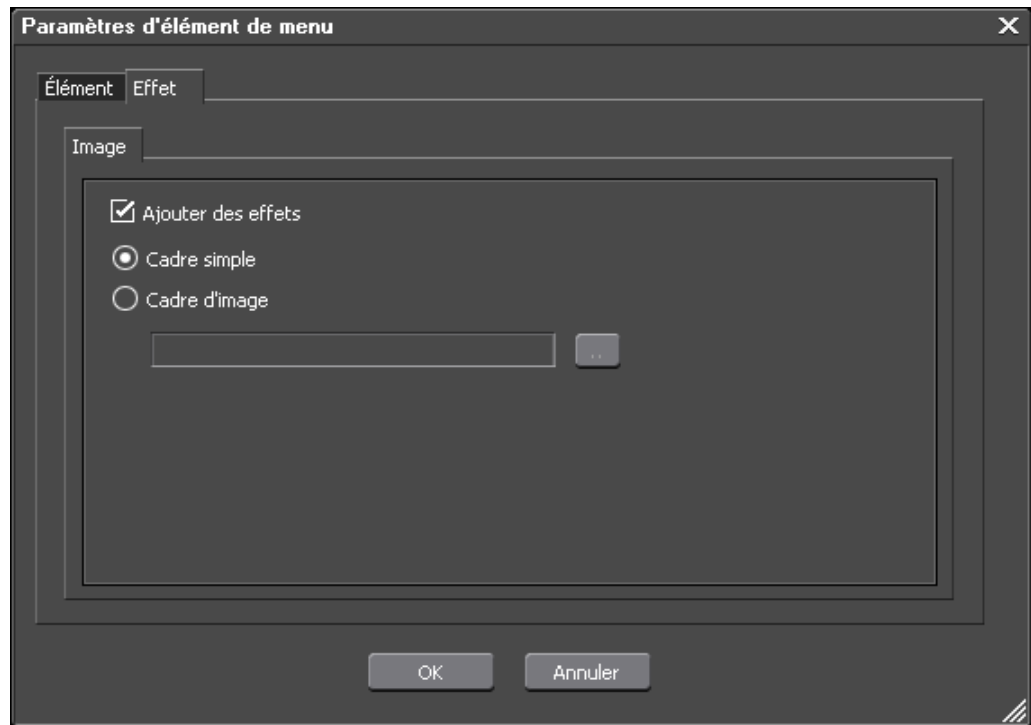 Paramètres d'élément de menu
Élément Effet
Image
Ajouter des effets
Cadre simple
Cadre d'image
..
OK Annuler